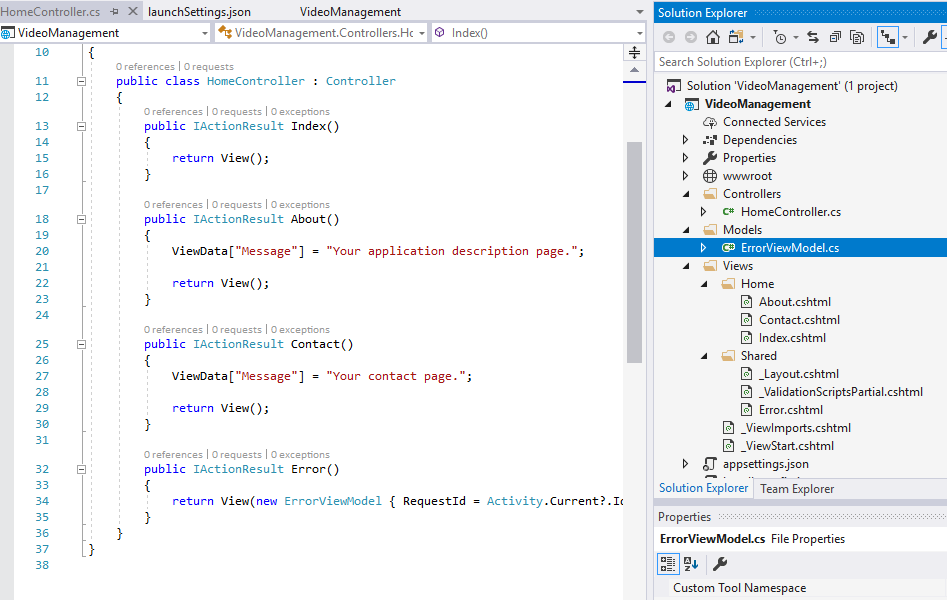 HomeController.cs launchSettings.json VideoManagement
VideoManagement VideoManagement.Controllers.Hc Index()
10 {
0 references | 0 requests
11 public class HomeController : Controller
12 {
0 references | 0 requests | 0 exceptions
13 public IActionResult Index()
14 {
15 return View();
16 }
17
0 references | 0 requests | 0 exceptions
18 public IActionResult About()
19 {
20 ViewData["Message"] = "Your application description page.";
21
22 return View();
23 }
24
0 references | 0 requests | 0 exceptions
25 public IActionResult Contact()
26 {
27 ViewData["Message"] = "Your contact page.";
28
29 return View();
30 }
31
0 references | 0 requests | 0 exceptions
32 public IActionResult Error()
33 {
34 return View(new ErrorViewModel { RequestId = Activity.Current?.Id
35 }
36 }
37 }
38
Solution Explorer
Search Solution Explorer (Ctrl+;)
Solution 'VideoManagement' (1 project)
VideoManagement
Connected Services
Dependencies
Properties
wwwroot
Controllers
C# HomeController.cs
Models
C# ErrorViewModel.cs
Views
Home
About.cshtml
Contact.cshtml
Index.cshtml
Shared
_Layout.cshtml
_ValidationScriptsPartial.cshtml
Error.cshtml
_ViewImports.cshtml
_ViewStart.cshtml
appsettings.json
Solution Explorer Team Explorer
Properties
ErrorViewModel.cs File Properties
Custom Tool Namespace